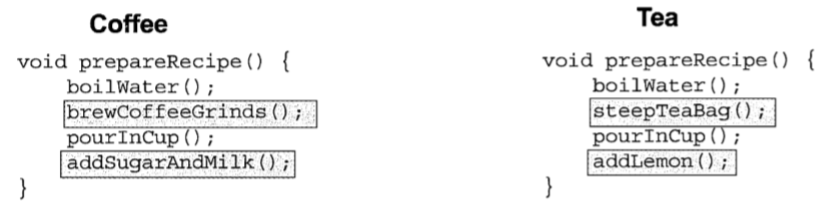 Coffee
void prepareRecipe() {
boilWater();
brewCoffeeGrinds();
pourInCup();
addSugarAndMilk();
}
Tea
void prepareRecipe() {
boilWater();
steepTeaBag();
pourInCup();
addLemon();
}